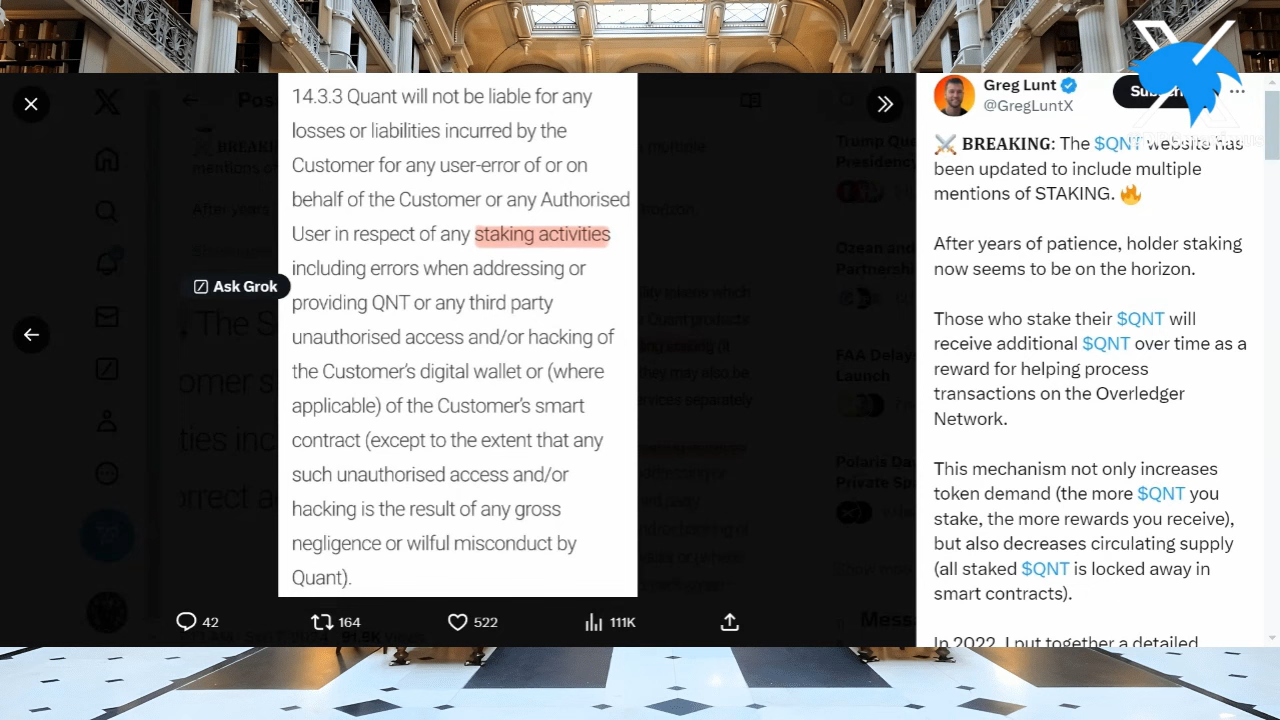 14.3.3 Quant will not be liable for any
losses or liabilities incurred by the
Customer for any user-error of or on
behalf of the Customer or any Authorised
User in respect of any staking activities
including errors when addressing or
providing QNT or any third party
unauthorised access and/or hacking of
the Customer's digital wallet or (where
applicable) of the Customer's smart
contract (except to the extent that any
such unauthorised access and/or
hacking is the result of any gross
negligence or wilful misconduct by
Quant).
Ask Grok
42
164
522
111K
Greg Lunt
@GregLuntX
⚔️ BREAKING: The $QNT website has
been updated to include multiple
mentions of STAKING. 🔥
After years of patience, holder staking
now seems to be on the horizon.
Those who stake their $QNT will
receive additional $QNT over time as a
reward for helping process
transactions on the Overledger
Network.
This mechanism not only increases
token demand (the more $QNT you
stake, the more rewards you receive),
but also decreases circulating supply
(all staked $QNT is locked away in
smart contracts).
In 2022, I put together a detailed